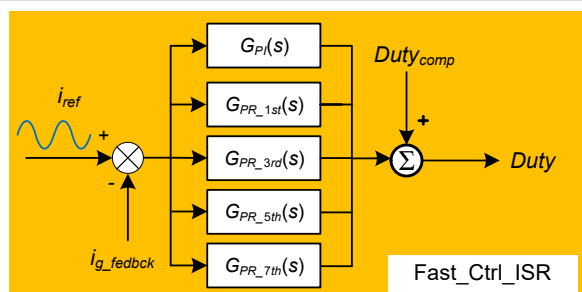 G_PI(s)
Duty_comp
i_ref
G_PR_1st(s)
+
+
G_PR_3rd(s)
Σ
Duty
-
G_PR_5th(s)
i_g_fedbck
G_PR_7th(s)
Fast_Ctrl_ISR